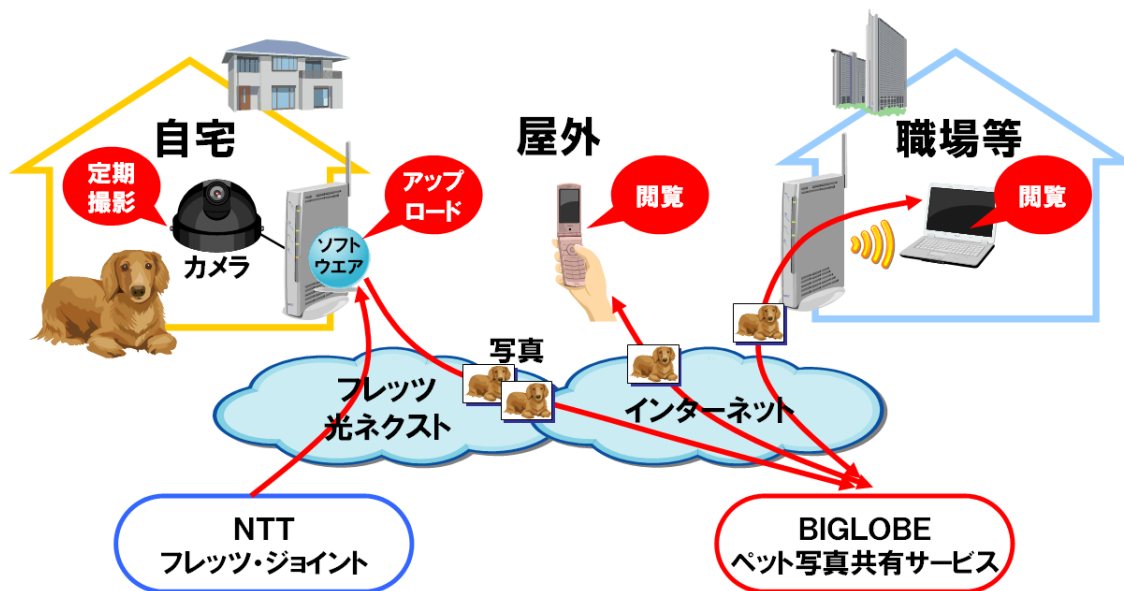 自宅
屋外
職場等
定期
撮影
アップ
ロード
閲覧
閲覧
カメラ
ソフト
ウエア
写真
フレッツ
光ネクスト
インターネット
NTT
フレッツ・ジョイント
BIGLOBE
ペット写真共有サービス